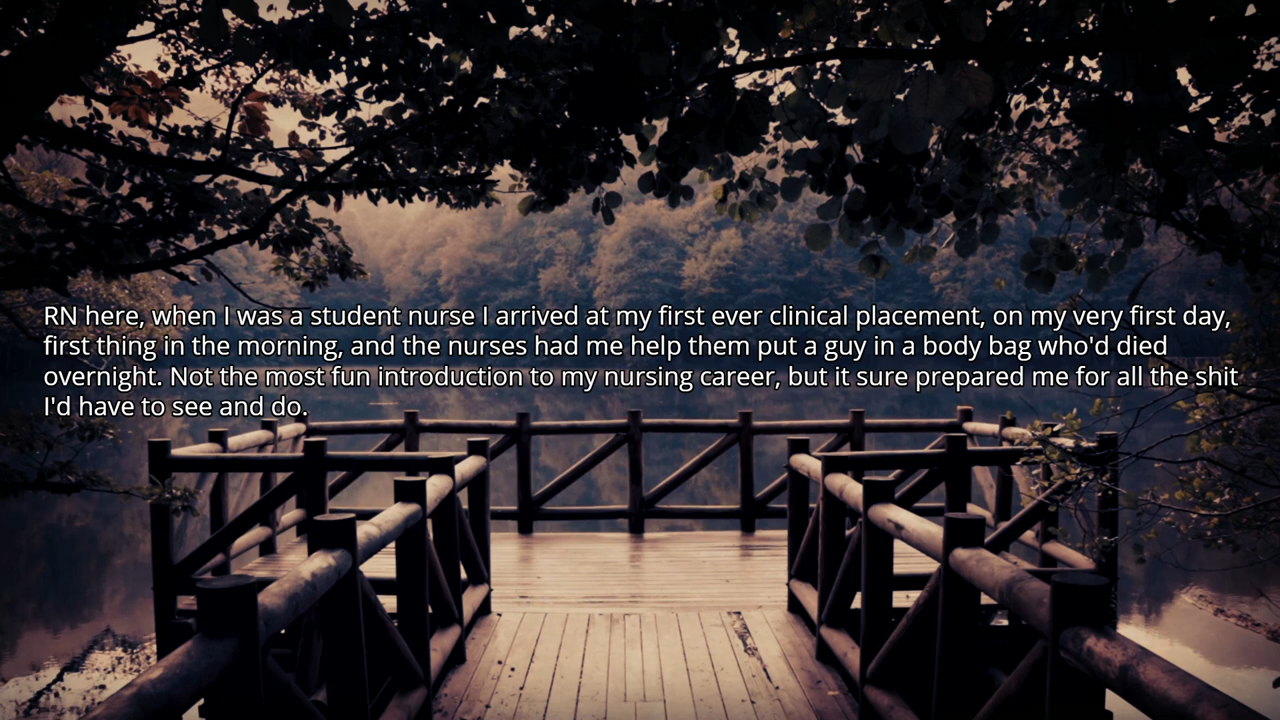 RN here, when I was a student nurse I arrived at my first ever clinical placement, on my very first day,
first thing in the morning, and the nurses had me help them put a guy in a body bag who'd died
overnight. Not the most fun introduction to my nursing career, but it sure prepared me for all the shit
I'd have to see and do.